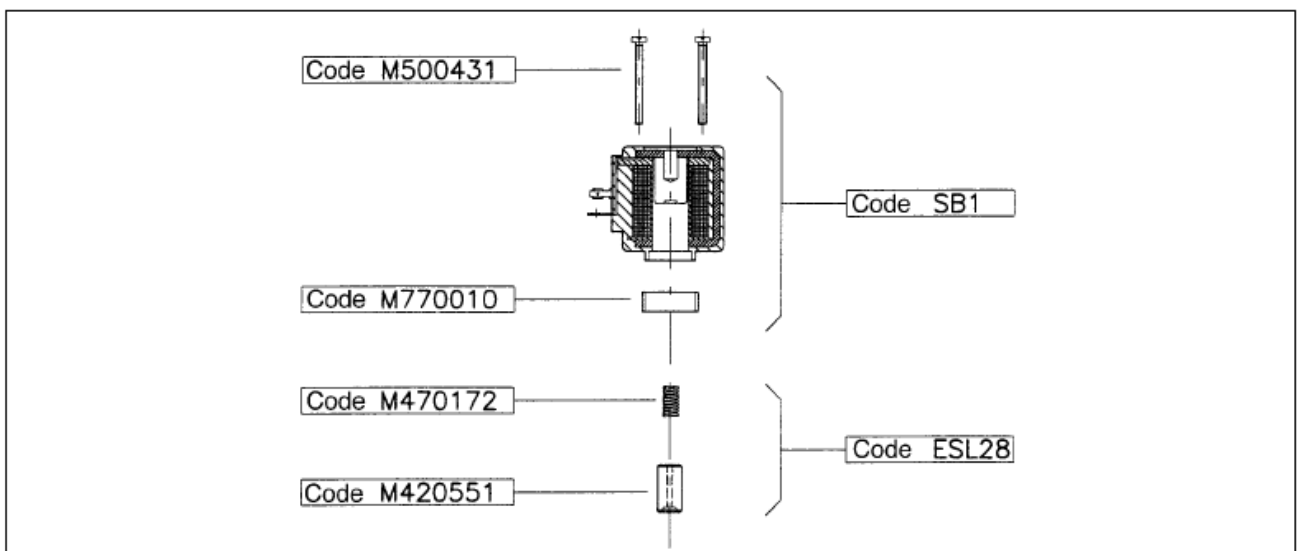 Code M500431
Code SB1
Code M770010
Code M470172
Code ESL28
Code M420551